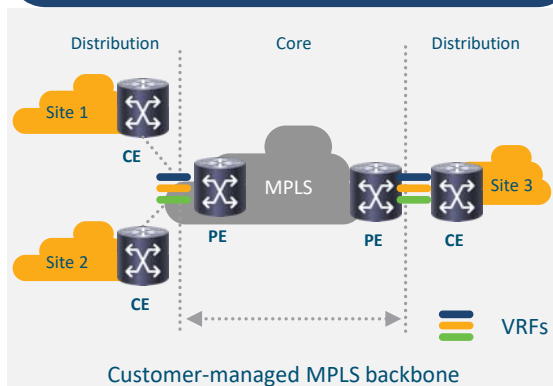 Distribution
Core
Distribution
Site 1
CE
MPLS
Site 3
PE
PE
CE
Site 2
CE
VRFs
Customer-managed MPLS backbone